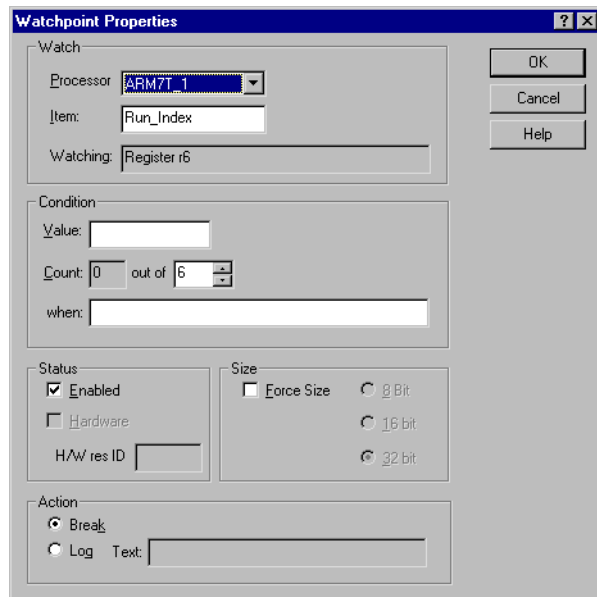 Watchpoint Properties
Watch
Processor ARM7T_1
Item: Run_Index
Watching: Register r6
OK
Cancel
Help
Condition
Value:
Count: 0 out of 6
when:
Status
Enabled
Hardware
H/W res ID
Size
Force Size
8 Bit
16 bit
32 bit
Action
Break
Log Text: